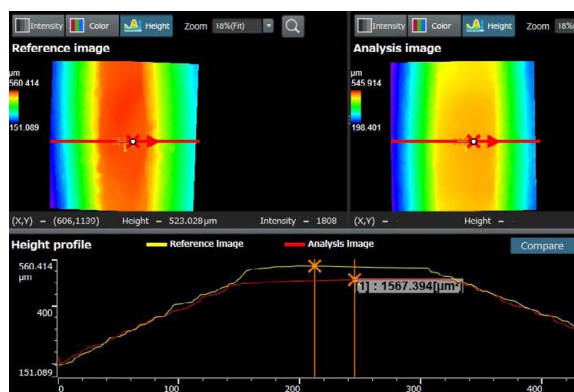 Intensity Color Height Zoom 18%(Fit)
Reference image
µm
560.414
151.089
(X,Y) = (606,1139) Height = 523.028µm Intensity = 1808
Intensity Color Height Zoom 18%
Analysis image
µm
545.914
198.401
(X,Y) = - Height = -
Height profile Reference image Analysis image Compare
560.414
µm
400
151.089
0 100 200 300 400
1] : 1567.394[µm²]